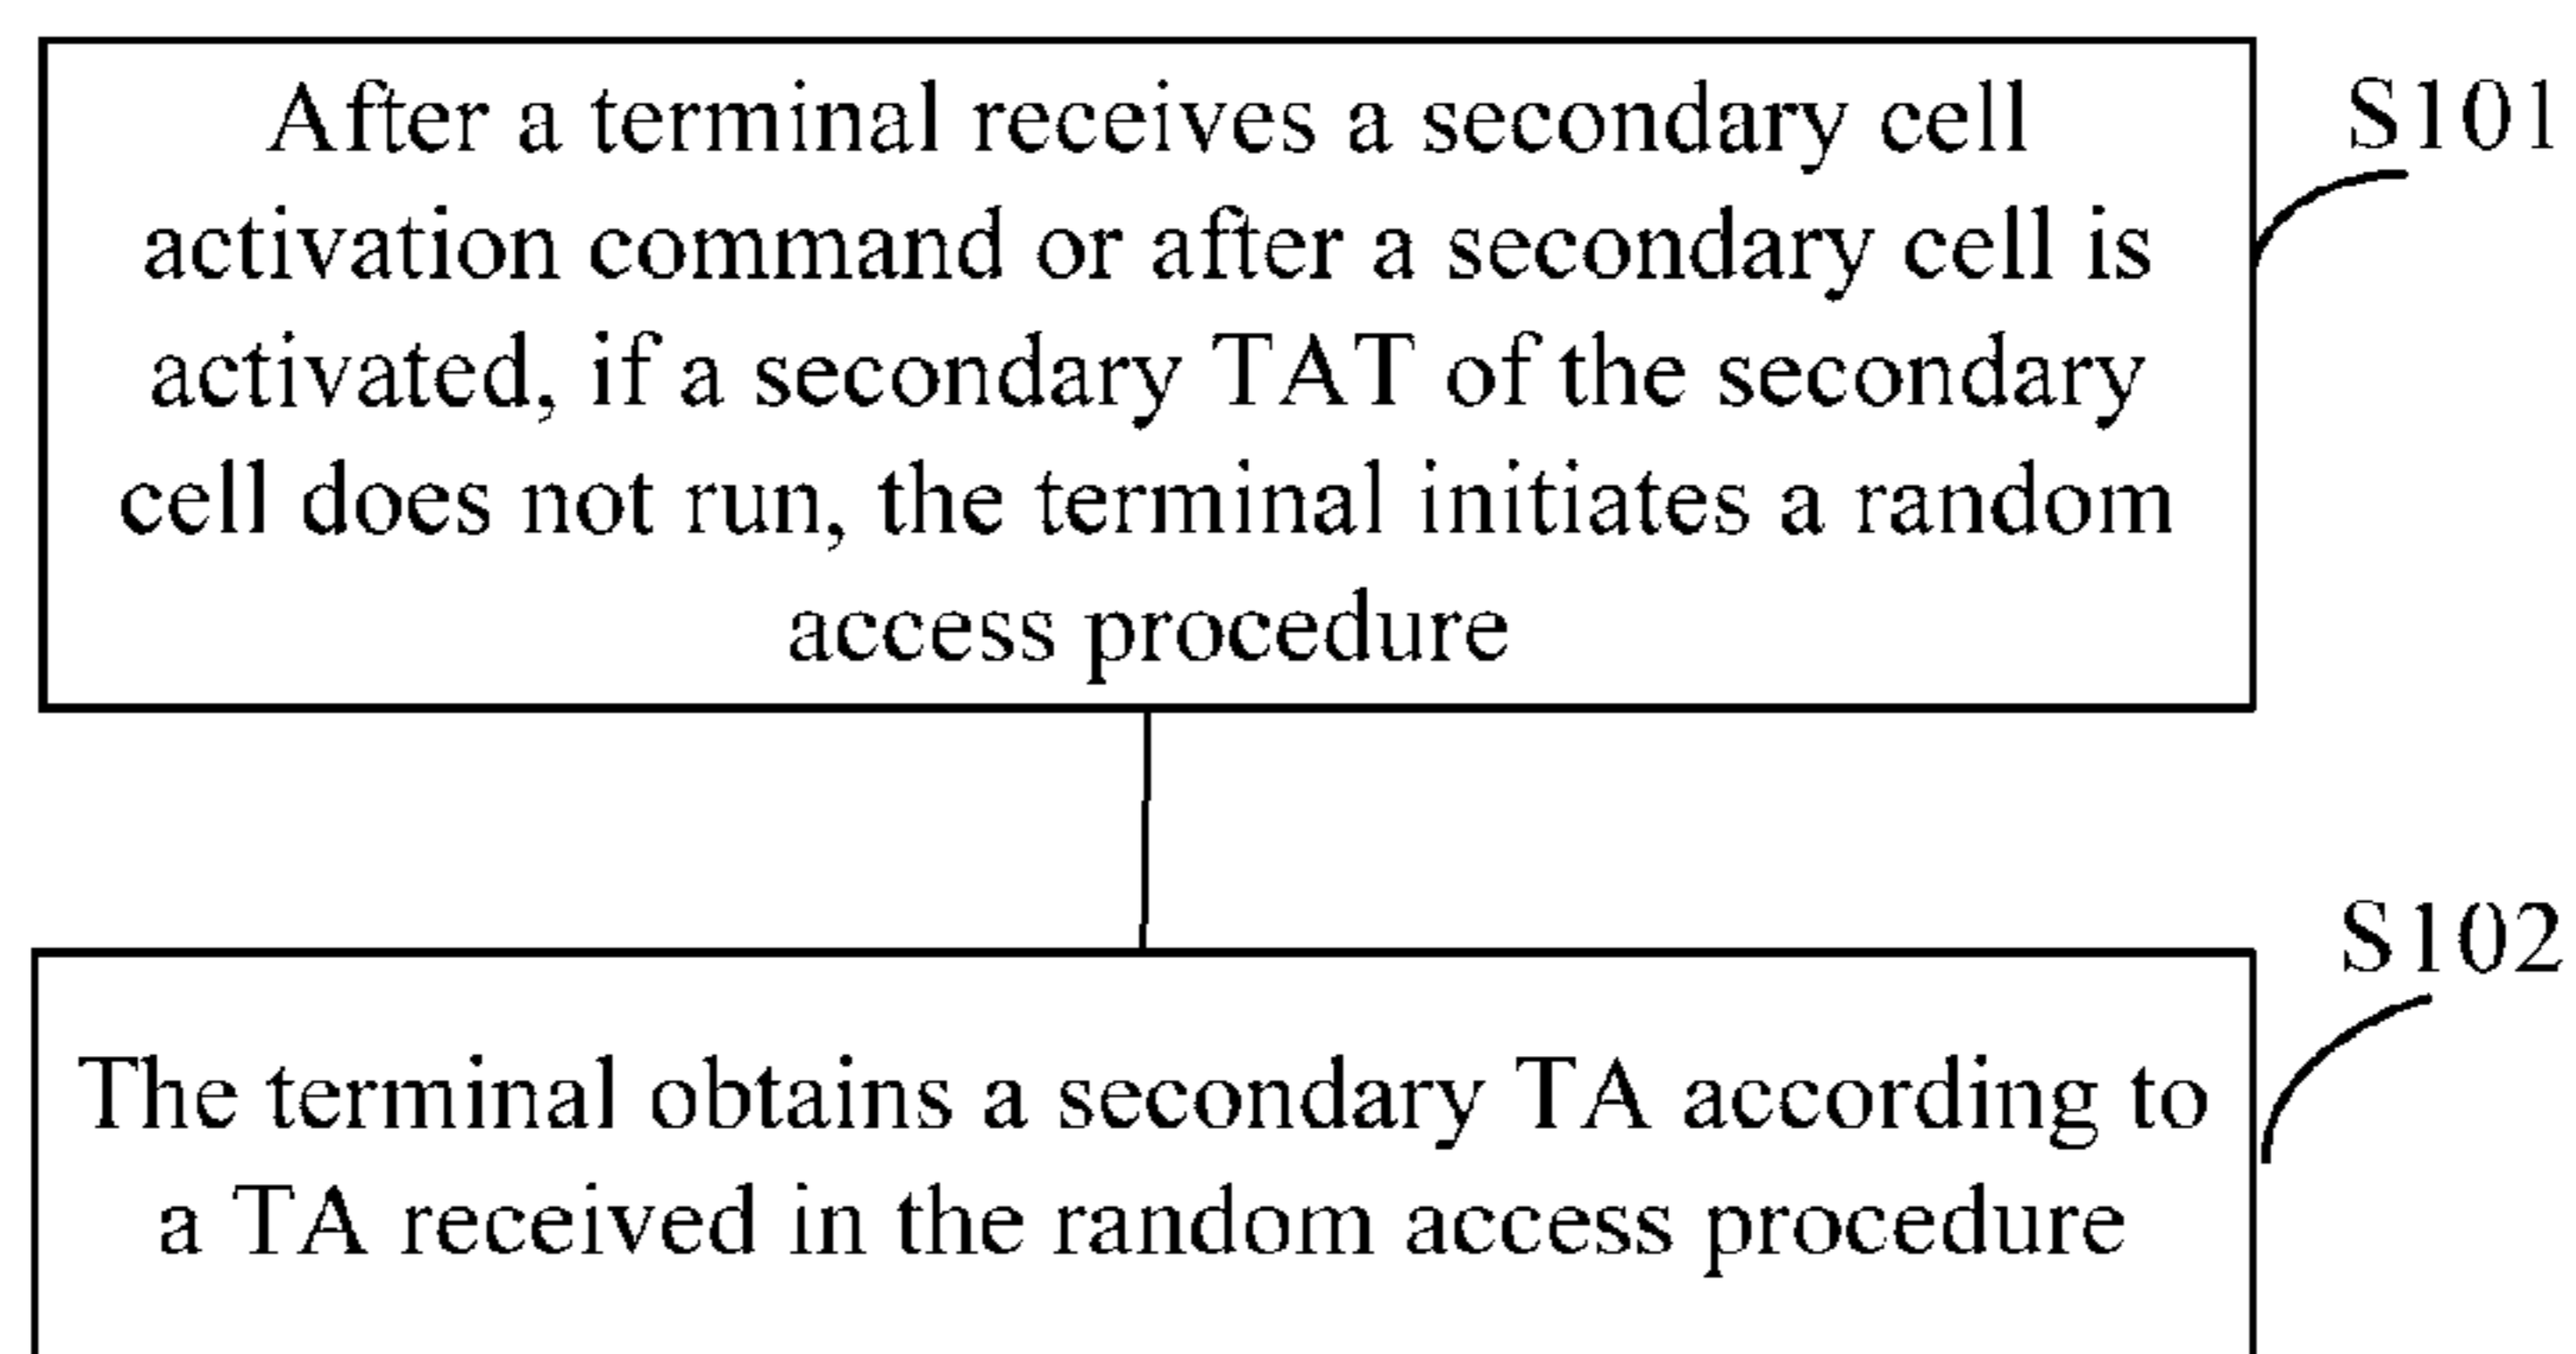 After a terminal receives a secondary cell
activation command or after a secondary cell is
activated, if a secondary TAT of the secondary
cell does not run, the terminal initiates a random
access procedure
S101
The terminal obtains a secondary TA according to
a TA received in the random access procedure
S102